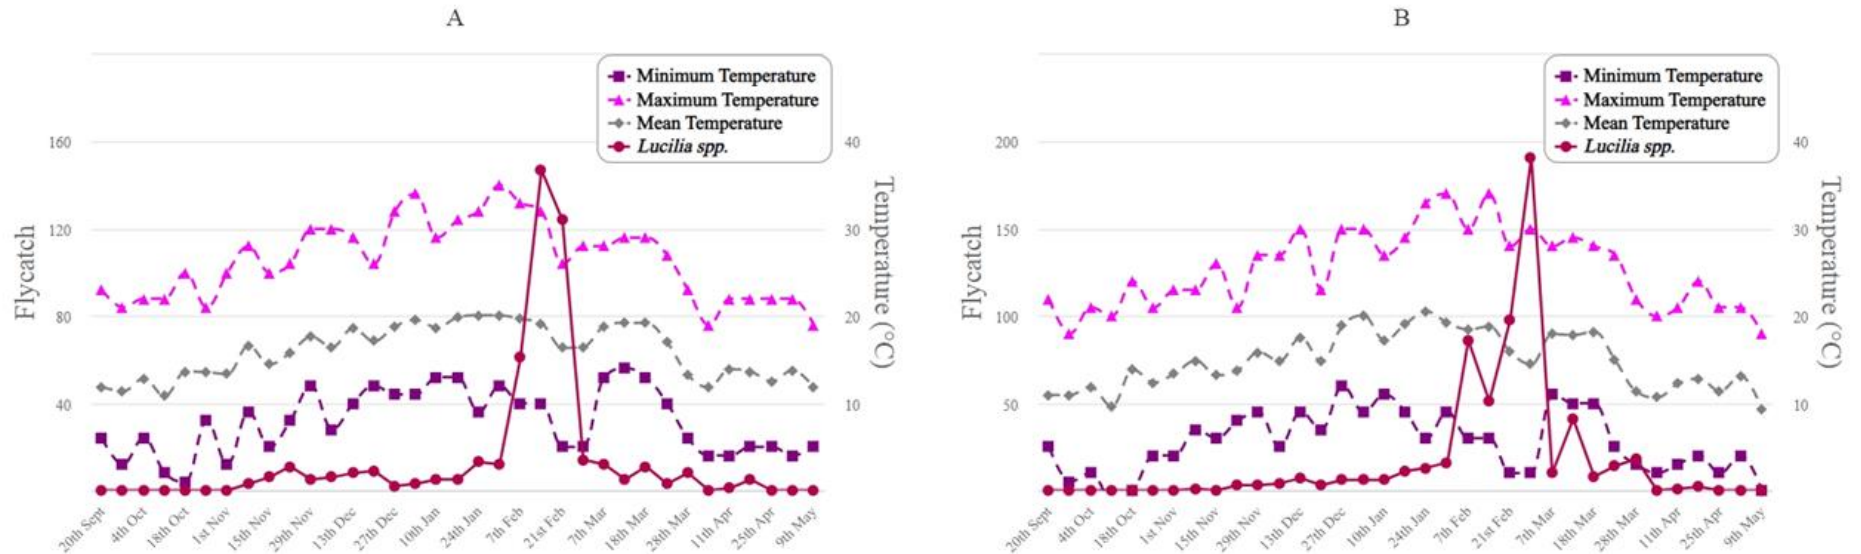 A
Minimum Temperature
Maximum Temperature
Mean Temperature
Lucilia spp.
160
120
80
40
40
30
20
10
Flycatch
Temperature (°C)
20th Sept
4th Oct
18th Oct
1st Nov
15th Nov
29th Nov
13th Dec
27th Dec
10th Jan
24th Jan
7th Feb
21st Feb
7th Mar
18th Mar
28th Mar
11th Apr
25th Apr
9th May
B
Minimum Temperature
Maximum Temperature
Mean Temperature
Lucilia spp.
200
150
100
50
40
30
20
10
Flycatch
Temperature (°C)
20th Sept
4th Oct
18th Oct
1st Nov
15th Nov
29th Nov
13th Dec
27th Dec
10th Jan
24th Jan
7th Feb
21st Feb
7th Mar
18th Mar
28th Mar
11th Apr
25th Apr
9th May